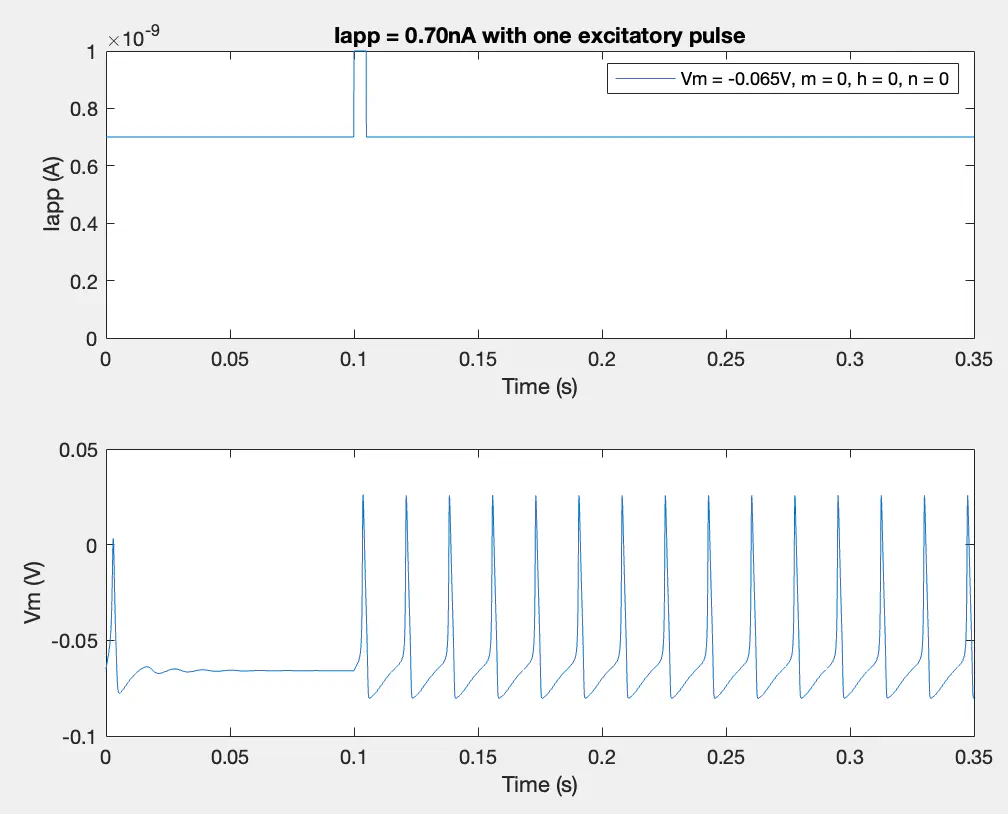 ×10⁻⁹
Iapp = 0.70nA with one excitatory pulse
Vm = -0.065V, m = 0, h = 0, n = 0
1
0.8
0.6
0.4
0.2
0
Iapp (A)
0 0.05 0.1 0.15 0.2 0.25 0.3 0.35
Time (s)
0.05
0
-0.05
-0.1
Vm (V)
0 0.05 0.1 0.15 0.2 0.25 0.3 0.35
Time (s)